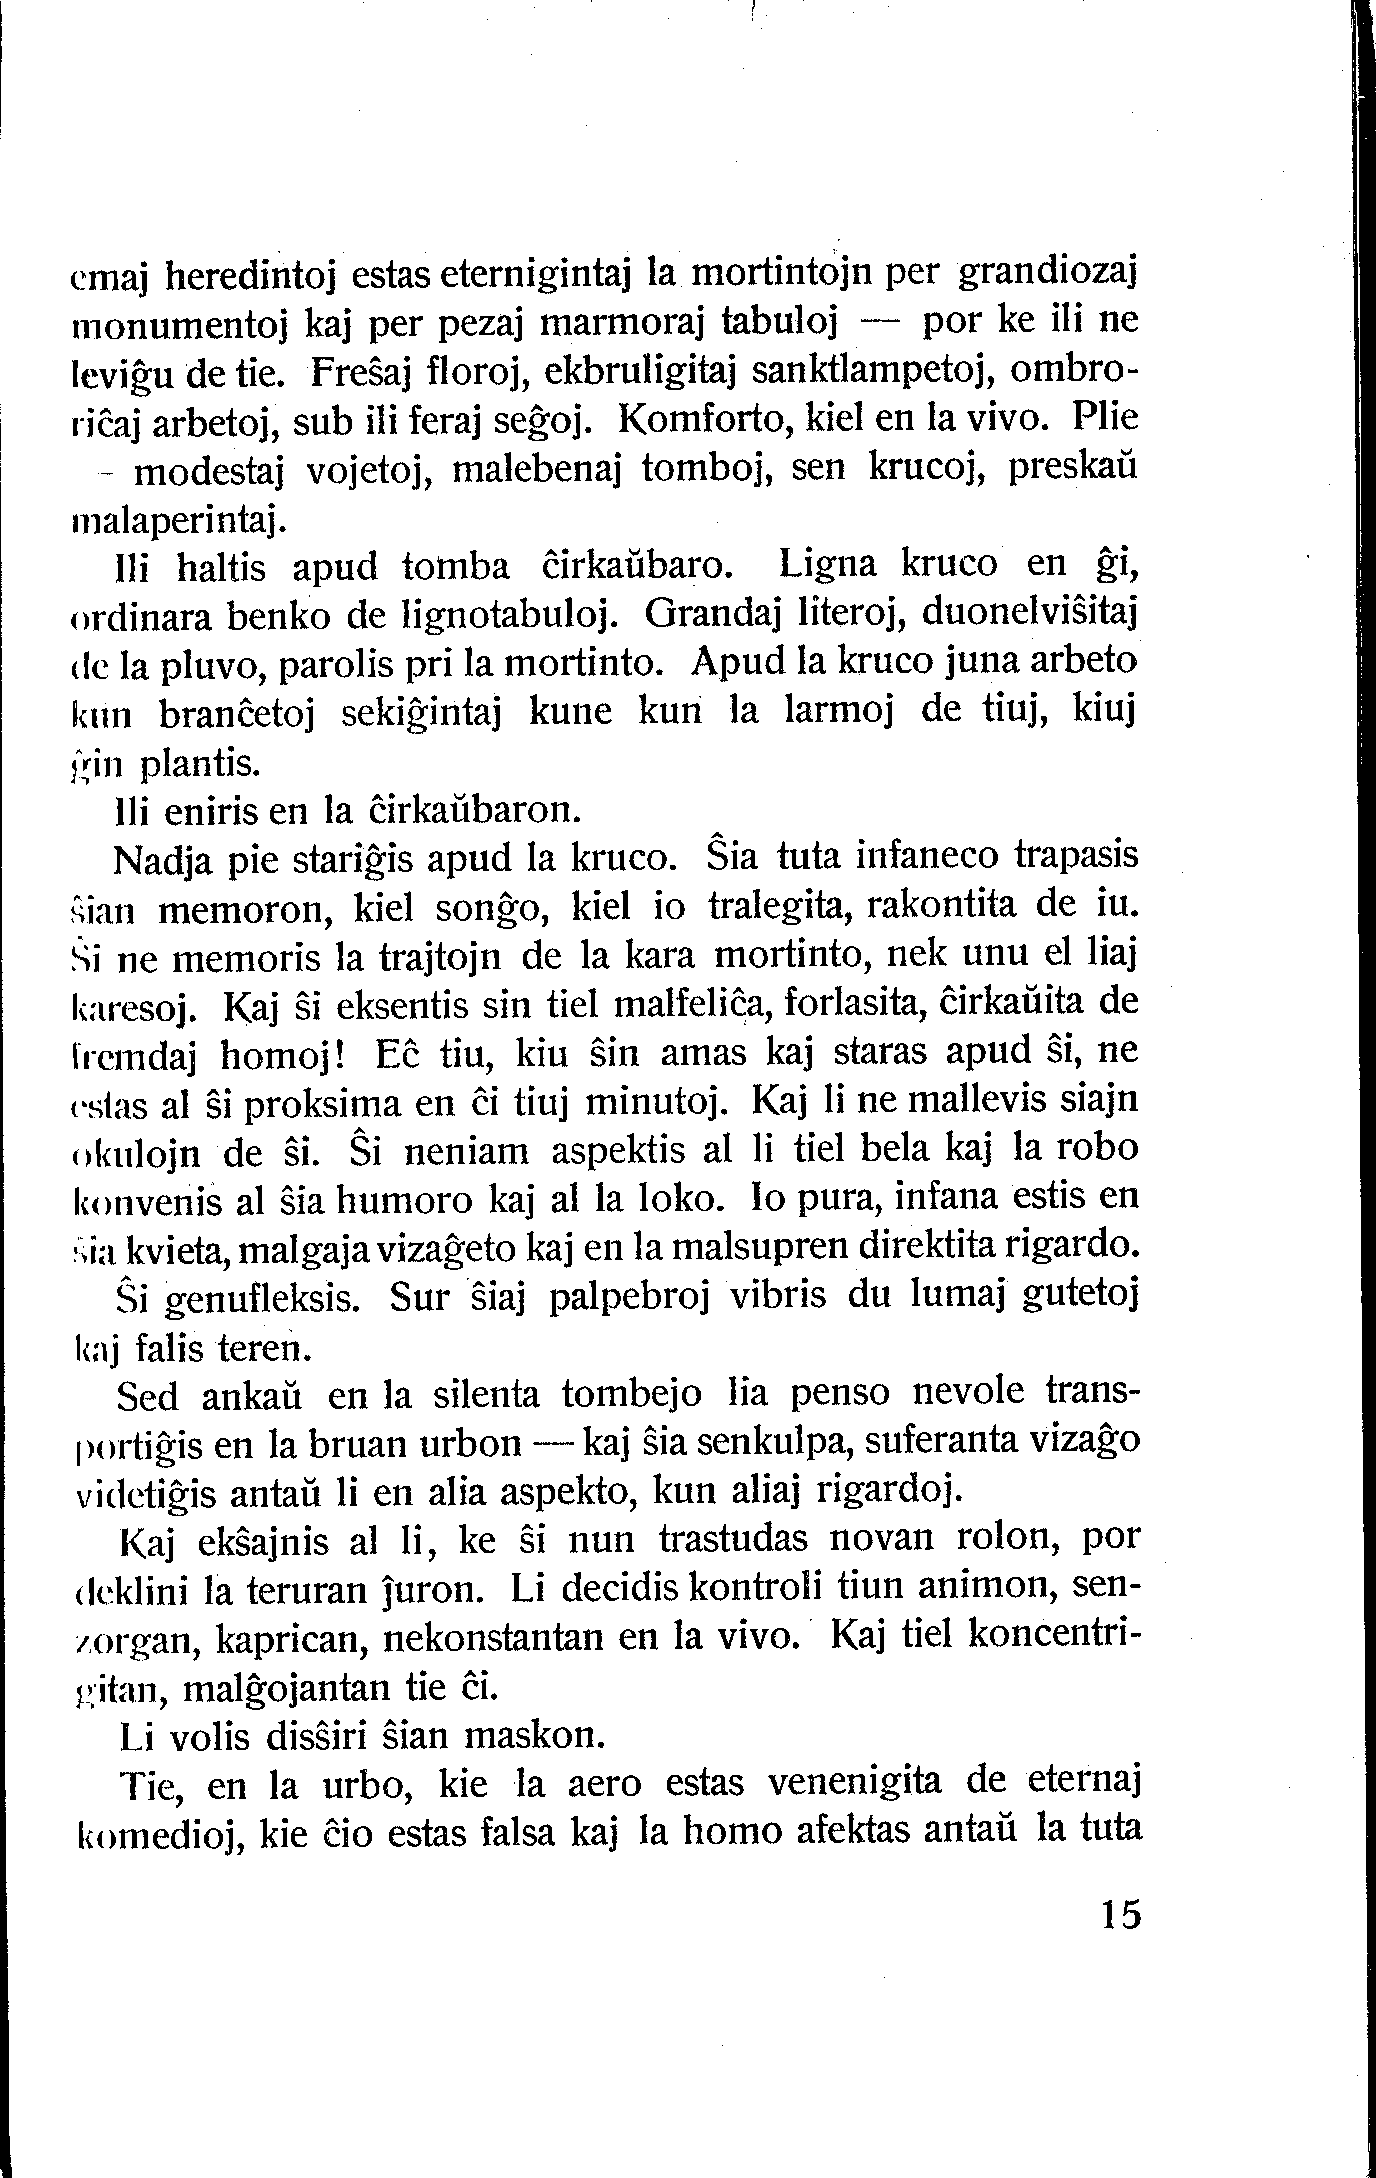 emaj heredintoj estas eternigintaj la mortintojn per grandiozaj
monumentoj kaj per pezaj marmoraj tabuloj — por ke ili ne
leviĝu de tie. Freŝaj floroj, ekbruligitaj sanktlampetoj, ombro-
riĉaj arbetoj, sub ili feraj seĝoj. Komforto, kiel en la vivo. Plie
- modestaj vojetoj, malebenaj tomboj, sen krucoj, preskaŭ
malaperintaj.
Ili haltis apud tomba ĉirkaŭbaro. Ligna kruco en ĝi,
ordinara benko de lignotabuloj. Grandaj literoj, duonelviŝitaj
de la pluvo, parolis pri la mortinto. Apud la kruco juna arbeto
kun branĉetoj sekiĝintaj kune kun la larmoj de tiuj, kiuj
ĝin plantis.
Ili eniris en la ĉirkaŭbaron.
Nadja pie stariĝis apud la kruco. Ŝia tuta infaneco trapasis
ŝian memoron, kiel sonĝo, kiel io tralegita, rakontita de iu.
Ŝi ne memoris la trajtojn de la kara mortinto, nek unu el liaj
karesoj. Kaj ŝi eksentis sin tiel malfeliĉa, forlasita, ĉirkaŭita de
fremdaj homoj! Eĉ tiu, kiu ŝin amas kaj staras apud ŝi, ne
estas al ŝi proksima en ĉi tiuj minutoj. Kaj li ne mallevis siajn
okulojn de ŝi. Ŝi neniam aspektis al li tiel bela kaj la robo
konvenis al ŝia humoro kaj al la loko. Io pura, infana estis en
ŝia kvieta, malgaja vizaĝeto kaj en la malsupren direktita rigardo.
Ŝi genufleksis. Sur ŝiaj palpebroj vibris du lumaj gutetoj
kaj falis teren.
Sed ankaŭ en la silenta tombejo lia penso nevole trans-
portiĝis en la bruan urbon — kaj ŝia senkulpa, suferanta vizaĝo
videtiĝis antaŭ li en alia aspekto, kun aliaj rigardoj.
Kaj ekŝajnis al li, ke ŝi nun trastudas novan rolon, por
deklini la teruran ĵuron. Li decidis kontroli tiun animon, sen-
zorgan, kaprican, nekonstantan en la vivo. Kaj tiel koncentri-
gitan, malĝojantan tie ĉi.
Li volis disŝiri ŝian maskon.
Tie, en la urbo, kie la aero estas venenigita de eternaj
komedioj, kie ĉio estas falsa kaj la homo afektas antaŭ la tuta
15